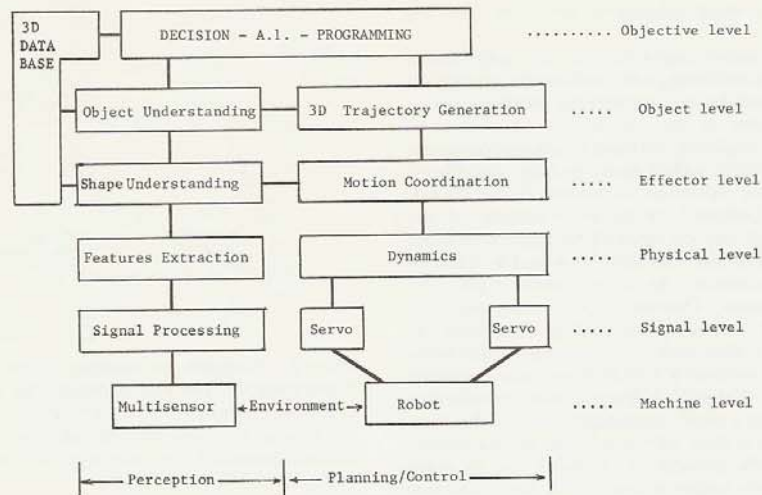 3D
DATA
BASE
DECISION - A.I. - PROGRAMMING
.......... Objective level
Object Understanding
3D Trajectory Generation
..... Object level
Shape Understanding
Motion Coordination
..... Effector level
Features Extraction
Dynamics
..... Physical level
Signal Processing
Servo
Servo
..... Signal level
Multisensor
Environment
Robot
..... Machine level
Perception
Planning/Control